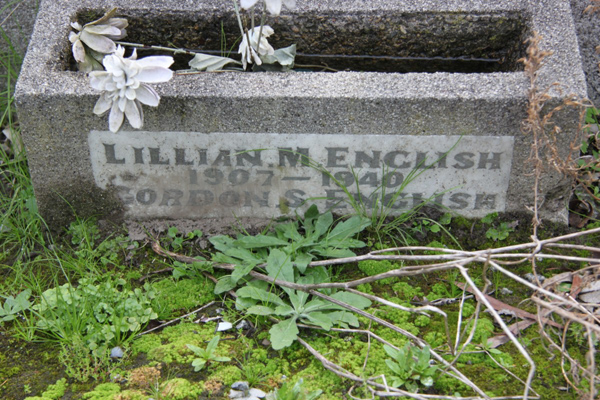 LILLIAN M. ENGLISH
1907 — 1940
GORDON S. ENGLISH